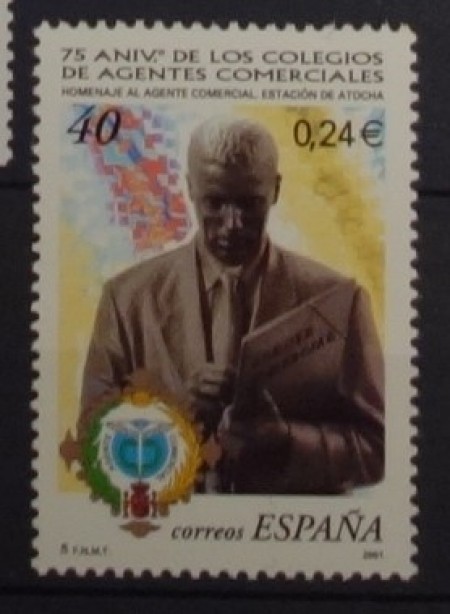 75 ANIV.º DE LOS COLEGIOS
DE AGENTES COMERCIALES
HOMENAJE AL AGENTE COMERCIAL. ESTACIÓN DE ATOCHA
40 0,24€
correos ESPAÑA
F.N.M.T. 2001